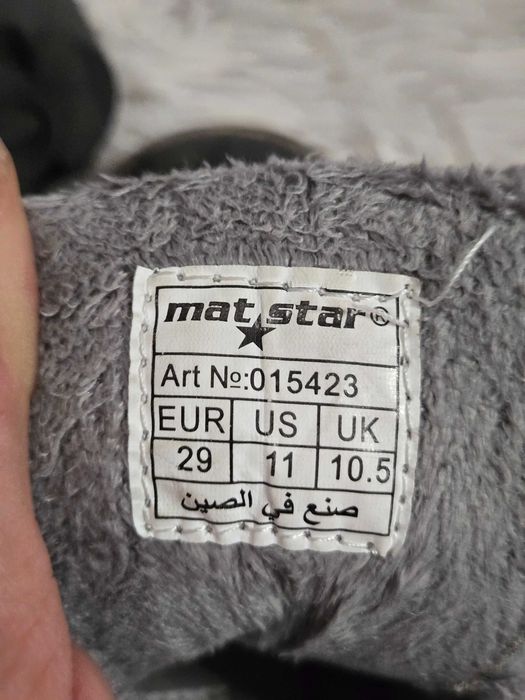 mat star®
Art №:015423
EUR US UK
29 11 10.5
صنع في الصين